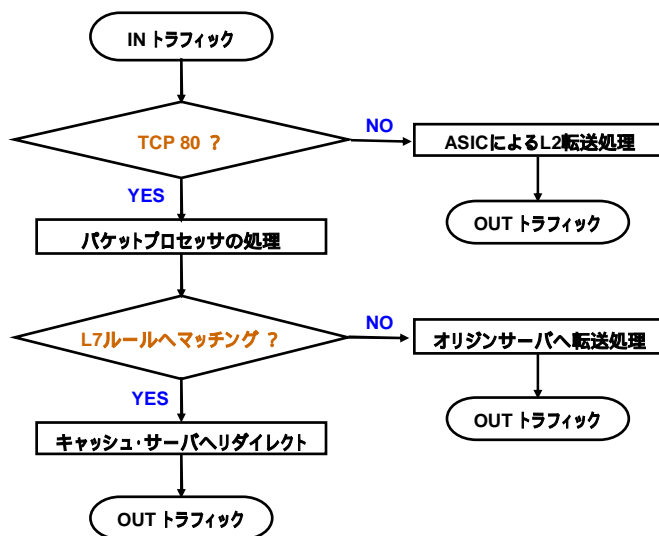 IN トラフィック
TCP 80 ？
NO
ASICによるL2転送処理
YES
OUT トラフィック
パケットプロセッサの処理
L7ルールへマッチング ？
NO
オリジンサーバへ転送処理
YES
OUT トラフィック
キャッシュ・サーバへリダイレクト
OUT トラフィック